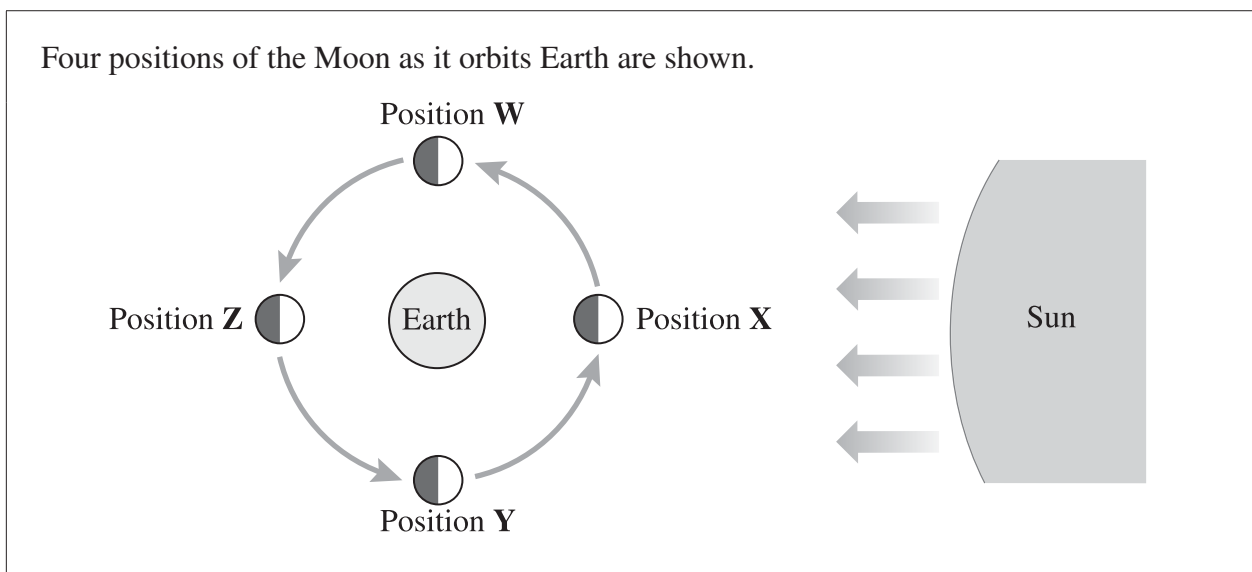 Four positions of the Moon as it orbits Earth are shown.
Position W
Position Z
Earth
Position X
Sun
Position Y